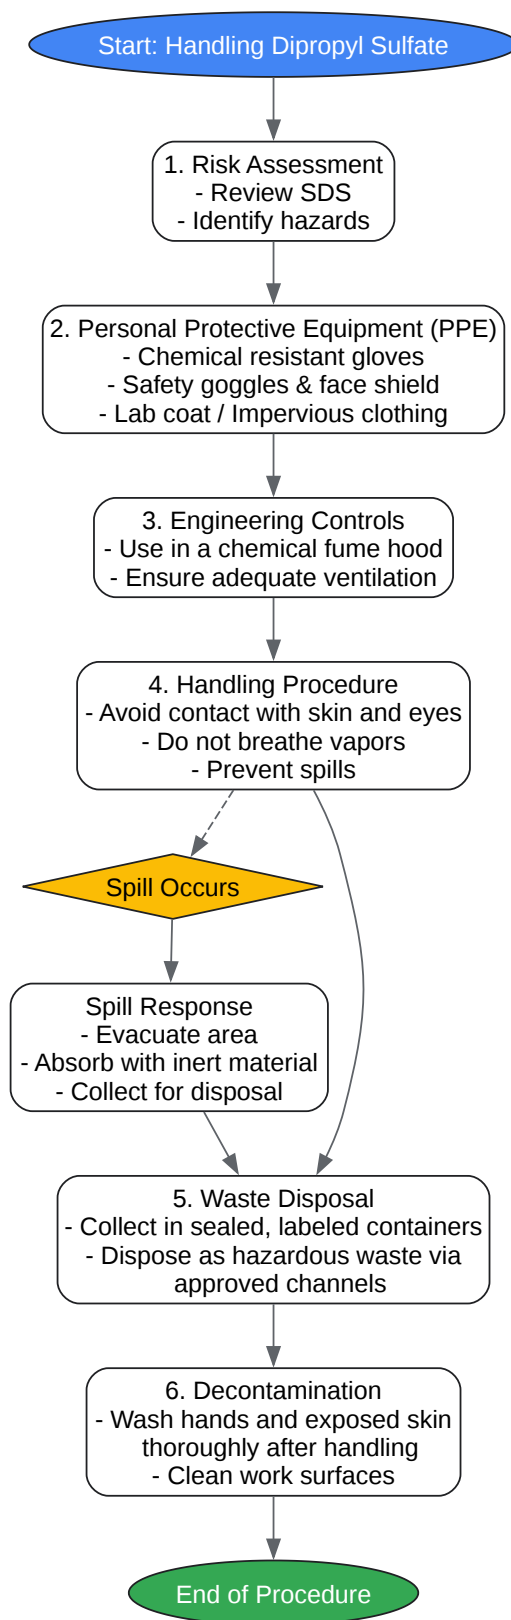 Start: Handling Dipropyl Sulfate
1. Risk Assessment
- Review SDS
- Identify hazards
2. Personal Protective Equipment (PPE)
- Chemical resistant gloves
- Safety goggles & face shield
- Lab coat / Impervious clothing
3. Engineering Controls
- Use in a chemical fume hood
- Ensure adequate ventilation
4. Handling Procedure
- Avoid contact with skin and eyes
- Do not breathe vapors
- Prevent spills
Spill Occurs
Spill Response
- Evacuate area
- Absorb with inert material
- Collect for disposal
5. Waste Disposal
- Collect in sealed, labeled containers
- Dispose as hazardous waste via
approved channels
6. Decontamination
- Wash hands and exposed skin
thoroughly after handling
- Clean work surfaces
End of Procedure